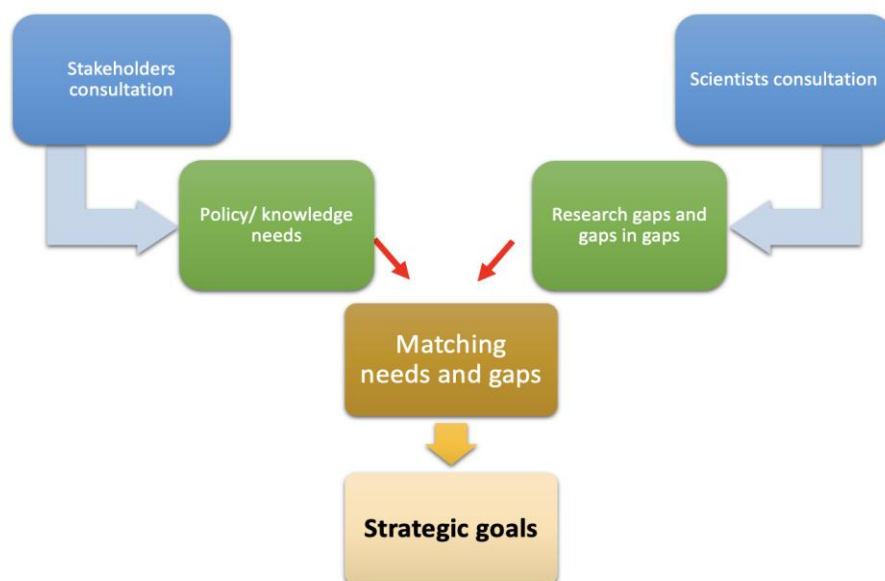 Stakeholders
consultation
Scientists consultation
Policy/ knowledge
needs
Research gaps and
gaps in gaps
Matching
needs and gaps
Strategic goals